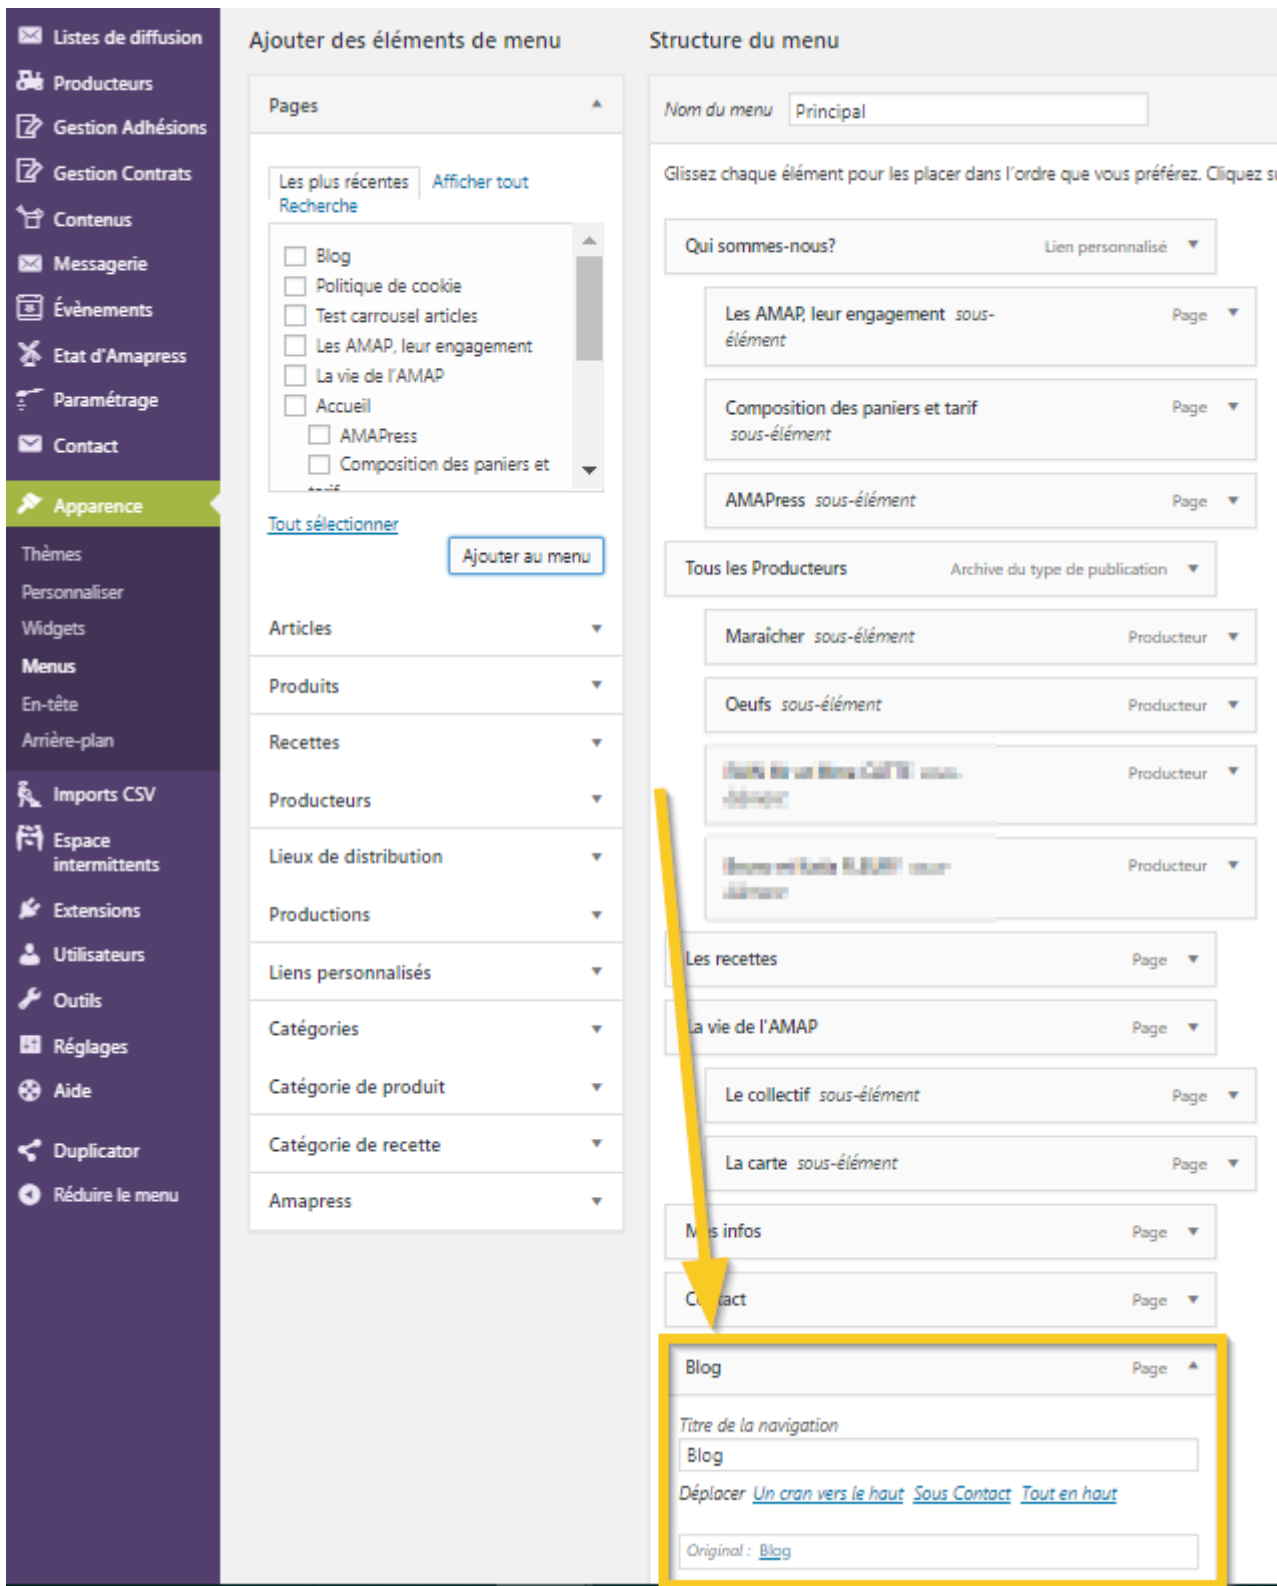 Listes de diffusion
Producteurs
Gestion Adhésions
Gestion Contrats
Contenus
Messagerie
Évènements
Etat d'Amapress
Paramétrage
Contact
Apparence
Thèmes
Personnaliser
Widgets
Menus
En-tête
Arrière-plan
Imports CSV
Espace
intermittents
Extensions
Utilisateurs
Outils
Réglages
Aide
Duplicator
Réduire le menu
Ajouter des éléments de menu
Pages
Les plus récentes Afficher tout
Recherche
Blog
Politique de cookie
Test carrousel articles
Les AMAP, leur engagement
La vie de l'AMAP
Accueil
AMAPress
Composition des paniers et
tarif
Tout sélectionner
Ajouter au menu
Articles
Produits
Recettes
Producteurs
Lieux de distribution
Productions
Liens personnalisés
Catégories
Catégorie de produit
Catégorie de recette
Amapress
Structure du menu
Nom du menu Principal
Glissez chaque élément pour les placer dans l'ordre que vous préférez. Cliquez
Qui sommes-nous? Lien personnalisé
Les AMAP, leur engagement sous- Page
élément
Composition des paniers et tarif Page
sous-élément
AMAPress sous-élément Page
Tous les Producteurs Archive du type de publication
Maraîcher sous-élément Producteur
Oeufs sous-élément Producteur
Producteur
Producteur
Les recettes Page
La vie de l'AMAP Page
Le collectif sous-élément Page
La carte sous-élément Page
Mes infos Page
Contact Page
Blog Page
Titre de la navigation
Blog
Déplacer Un cran vers le haut Sous Contact Tout en haut
Original : Blog